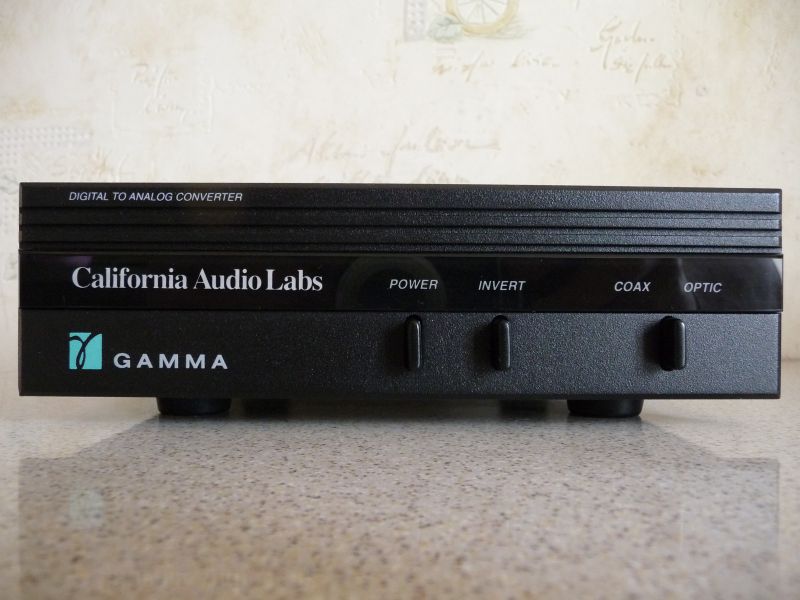 DIGITAL TO ANALOG CONVERTER
California Audio Labs
POWER
INVERT
COAX
OPTIC
GAMMA